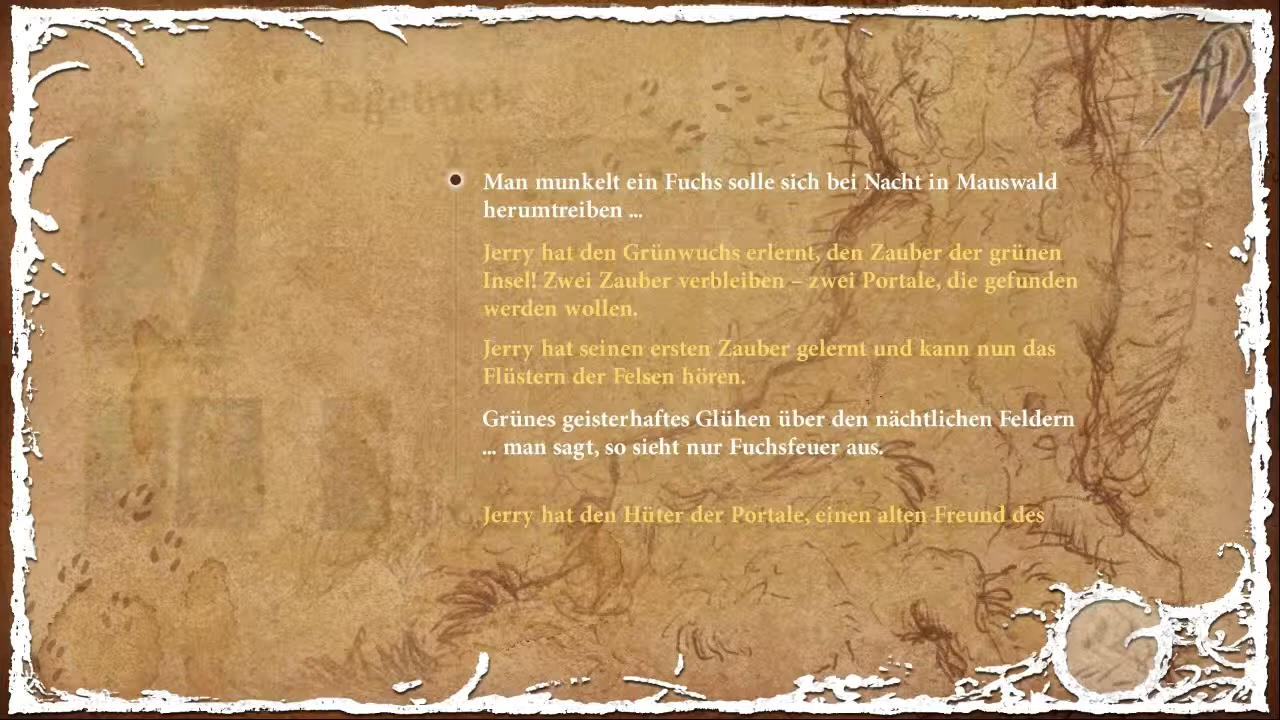 Tagebuch
Man munkelt ein Fuchs solle sich bei Nacht in Mauswald
herumtreiben ...
Jerry hat den Grünwuchs erlernt, den Zauber der grünen
Insel! Zwei Zauber verbleiben – zwei Portale, die gefunden
werden wollen.
Jerry hat seinen ersten Zauber gelernt und kann nun das
Flüstern der Felsen hören.
Grünes geisterhaftes Glühen über den nächtlichen Feldern
... man sagt, so sieht nur Fuchsfeuer aus.
Jerry hat den Hüter der Portale, einen alten Freund des